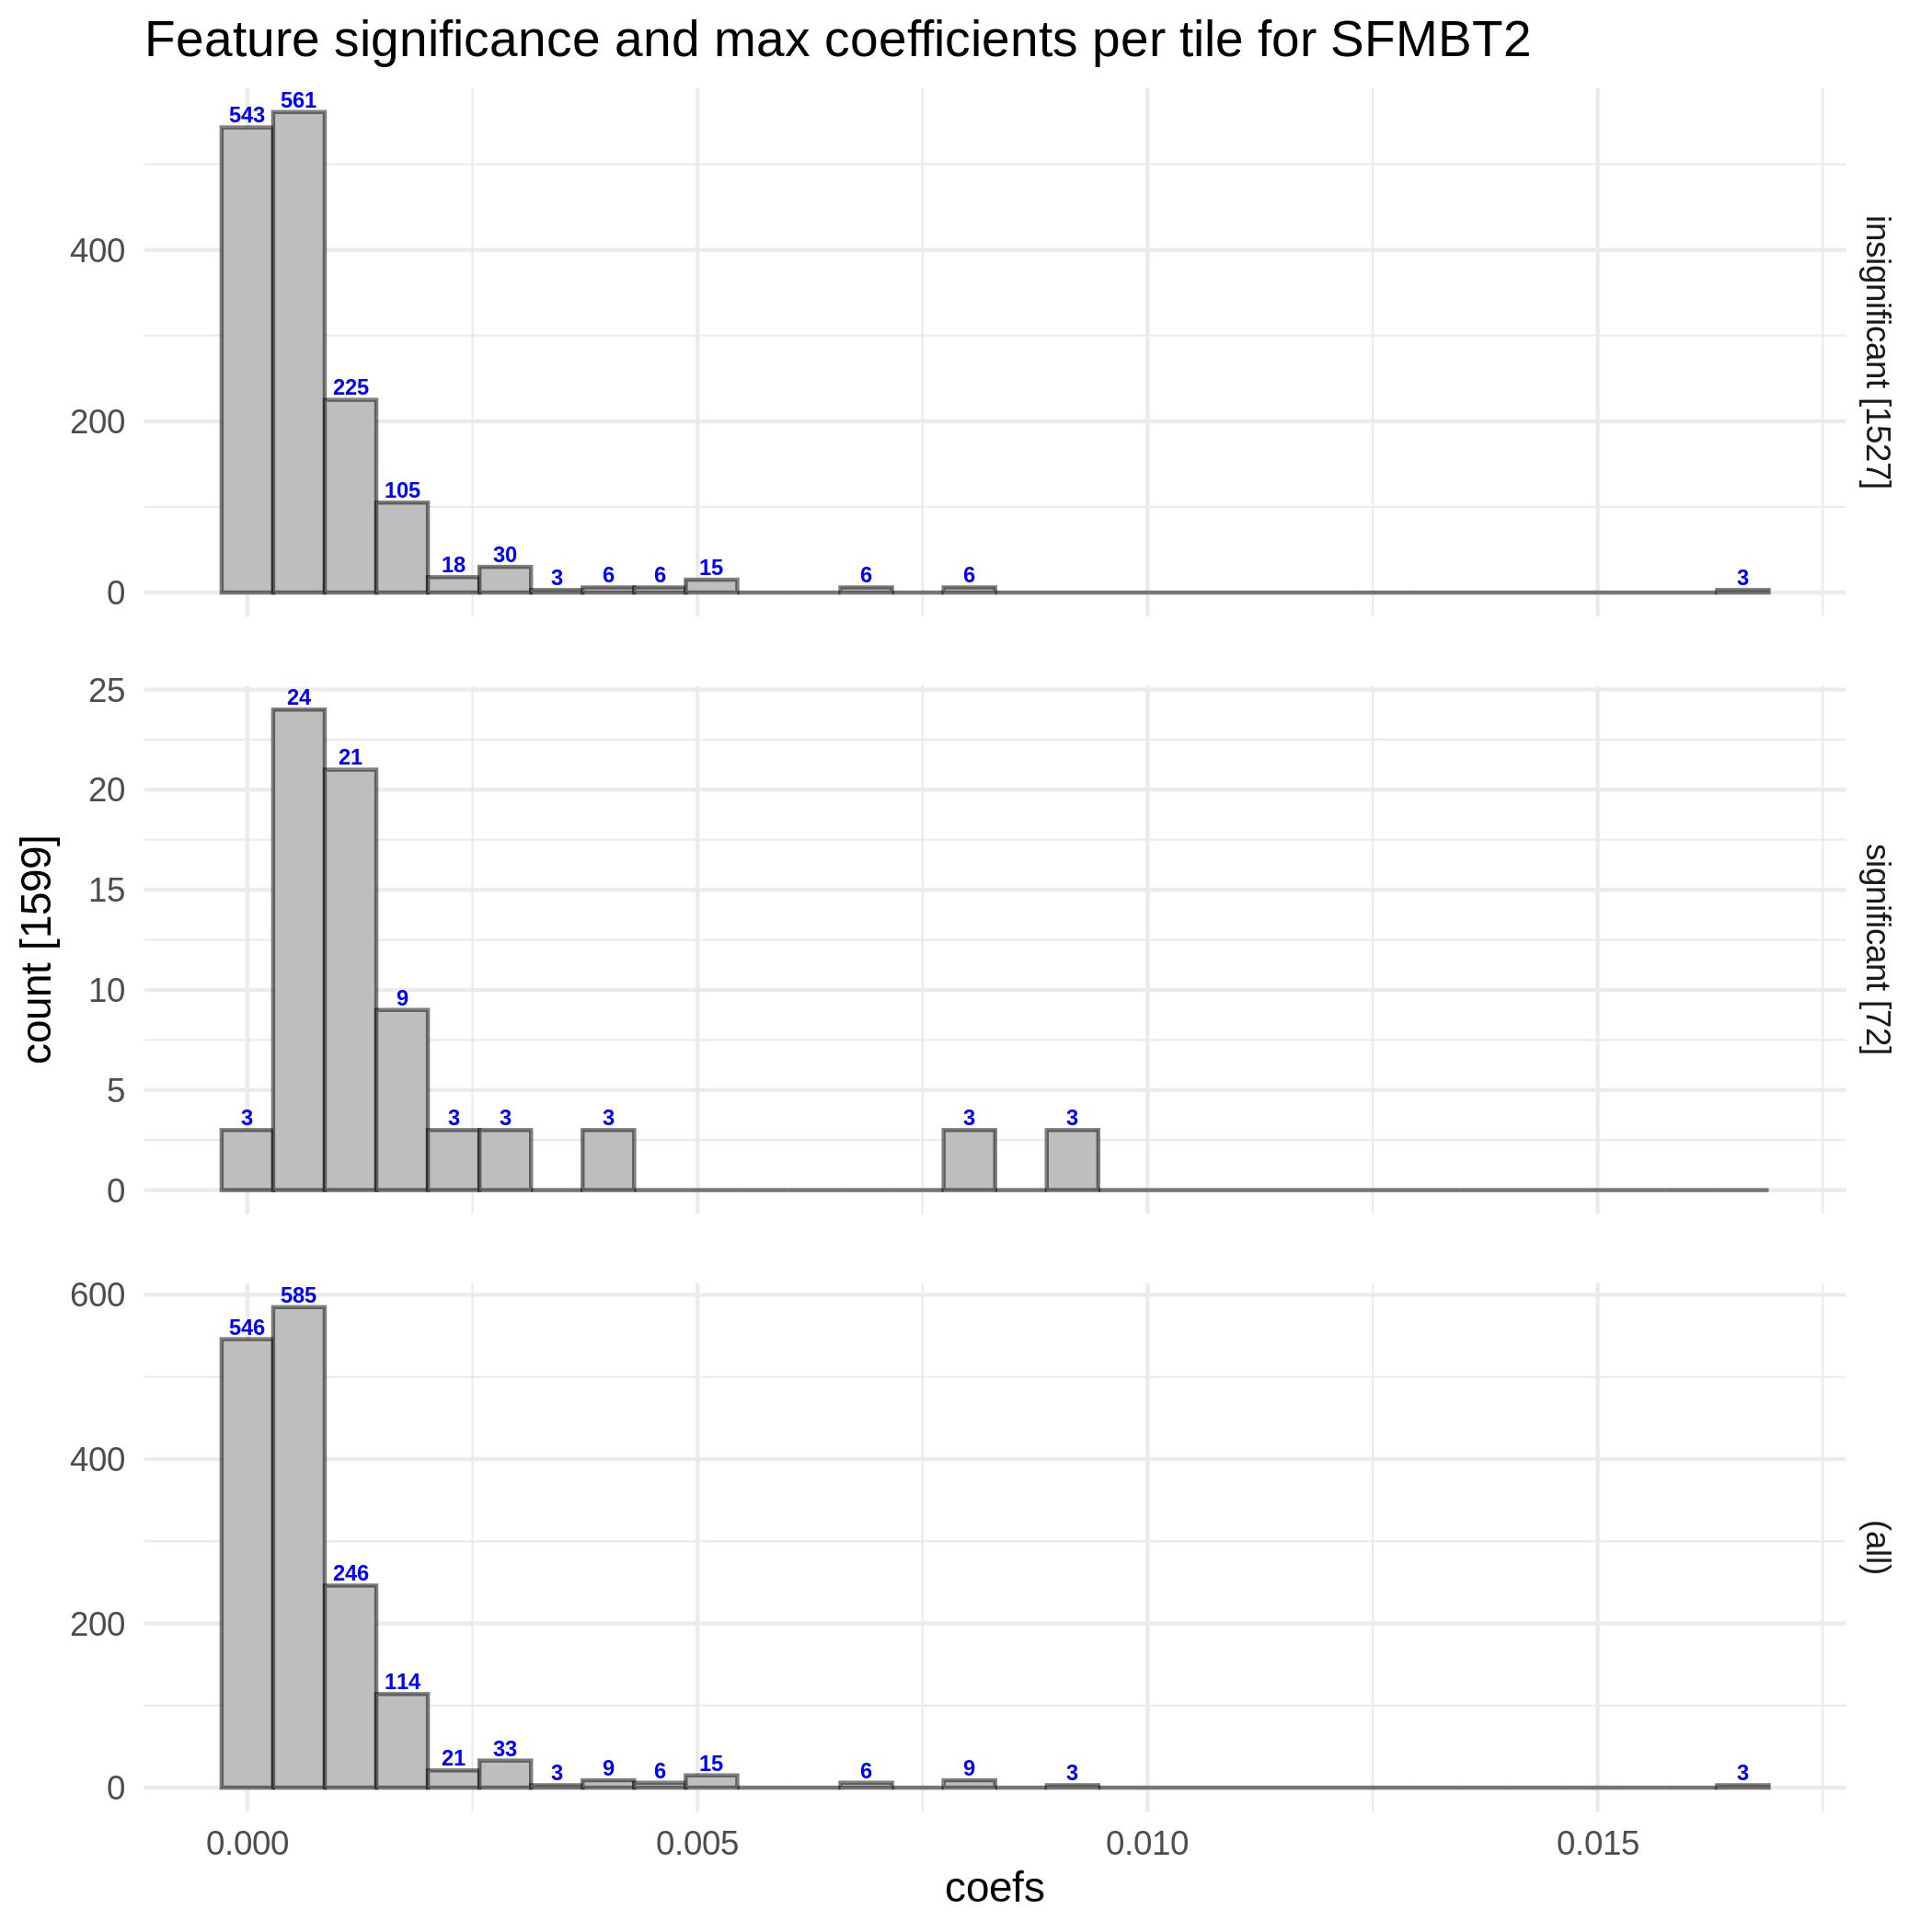 Feature significance and max coefficients per tile for SFMBT2
543 561 225 105 18 30 3 6 6 15 6 6 3
400
200
0
insignificant [1527]
count [1599]
3 24 21 9 3 3 3 3 3
25
20
15
10
5
0
significant [72]
546 585 246 114 21 33 3 9 6 15 6 9 3 3
600
400
200
0
(all)
0.000 0.005 0.010 0.015
coefs